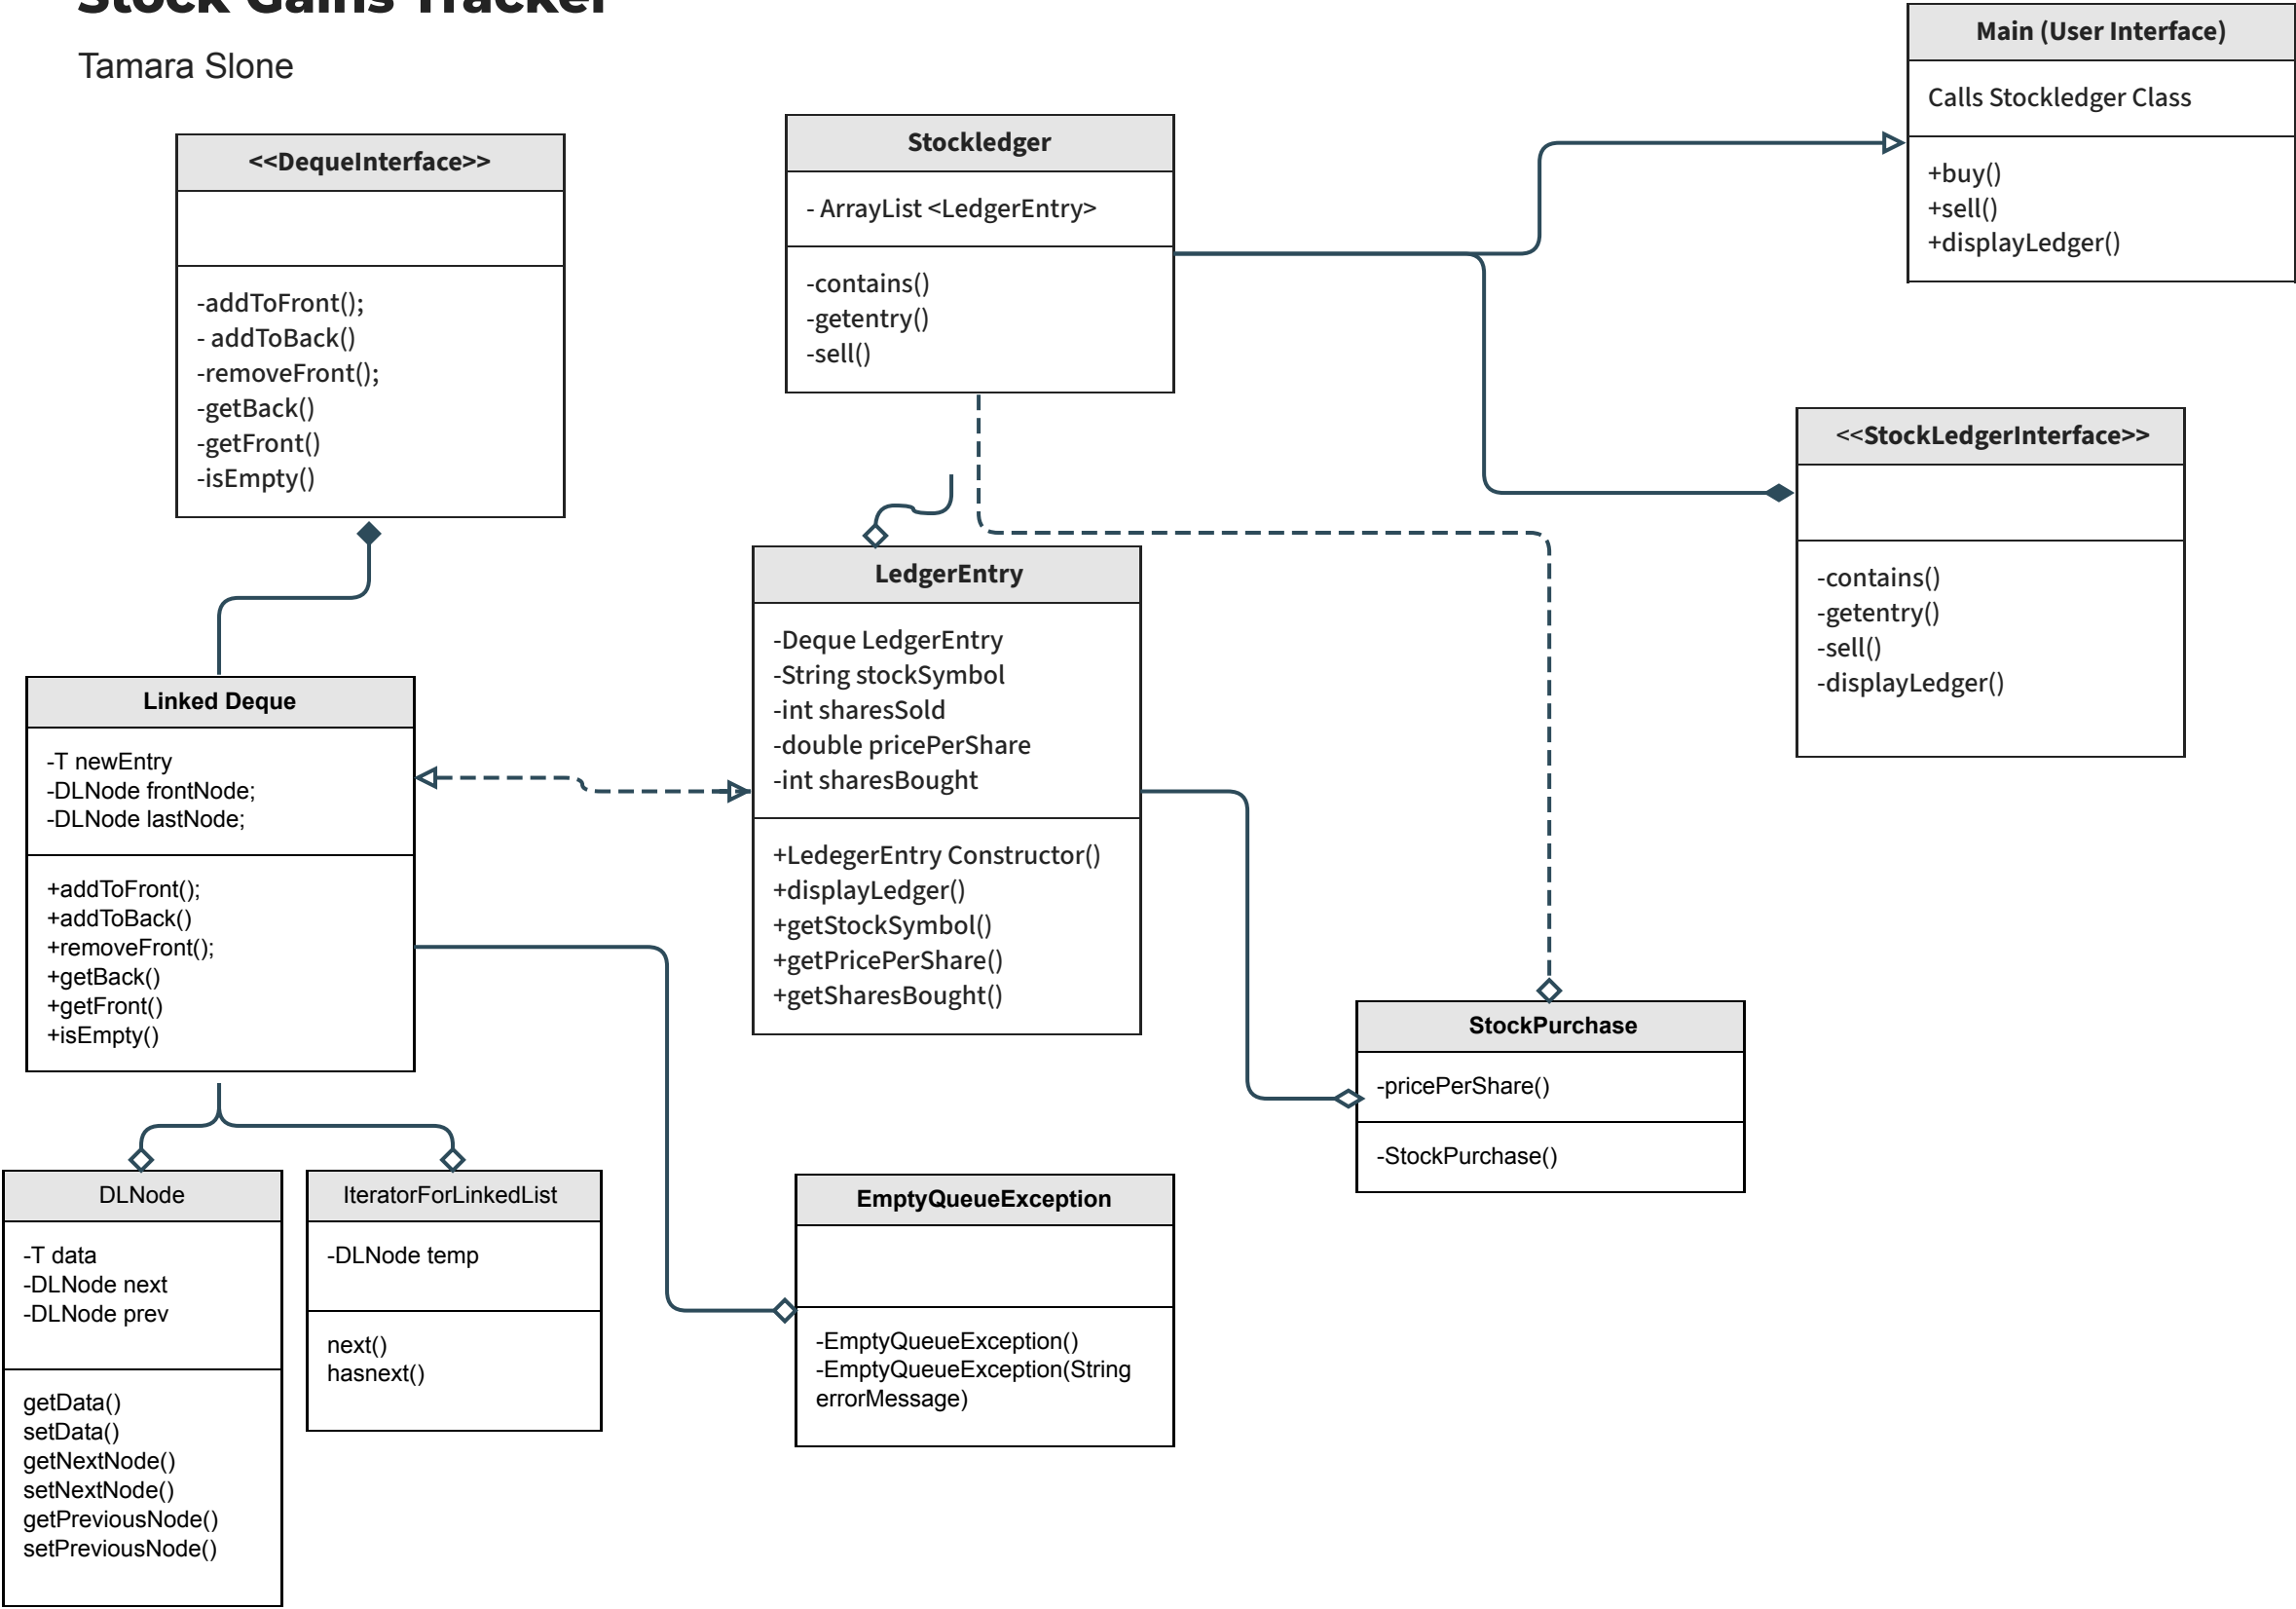 Stock Gains Tracker
Tamara Slone
Main (User Interface)
Calls Stockledger Class
+buy()
+sell()
+displayLedger()
<<DequeInterface>>
-addToFront();
- addToBack()
-removeFront();
-getBack()
-getFront()
-isEmpty()
Stockledger
- ArrayList <LedgerEntry>
-contains()
-getentry()
-sell()
<<StockLedgerInterface>>
-contains()
-getentry()
-sell()
-displayLedger()
LedgerEntry
-Deque LedgerEntry
-String stockSymbol
-int sharesSold
-double pricePerShare
-int sharesBought
+LedegerEntry Constructor()
+displayLedger()
+getStockSymbol()
+getPricePerShare()
+getSharesBought()
Linked Deque
-T newEntry
-DLNode frontNode;
-DLNode lastNode;
+addToFront();
+addToBack()
+removeFront();
+getBack()
+getFront()
+isEmpty()
StockPurchase
-pricePerShare()
-StockPurchase()
DLNode
-T data
-DLNode next
-DLNode prev
getData()
setData()
getNextNode()
setNextNode()
getPreviousNode()
setPreviousNode()
IteratorForLinkedList
-DLNode temp
next()
hasnext()
EmptyQueueException
-EmptyQueueException()
-EmptyQueueException(String
errorMessage)